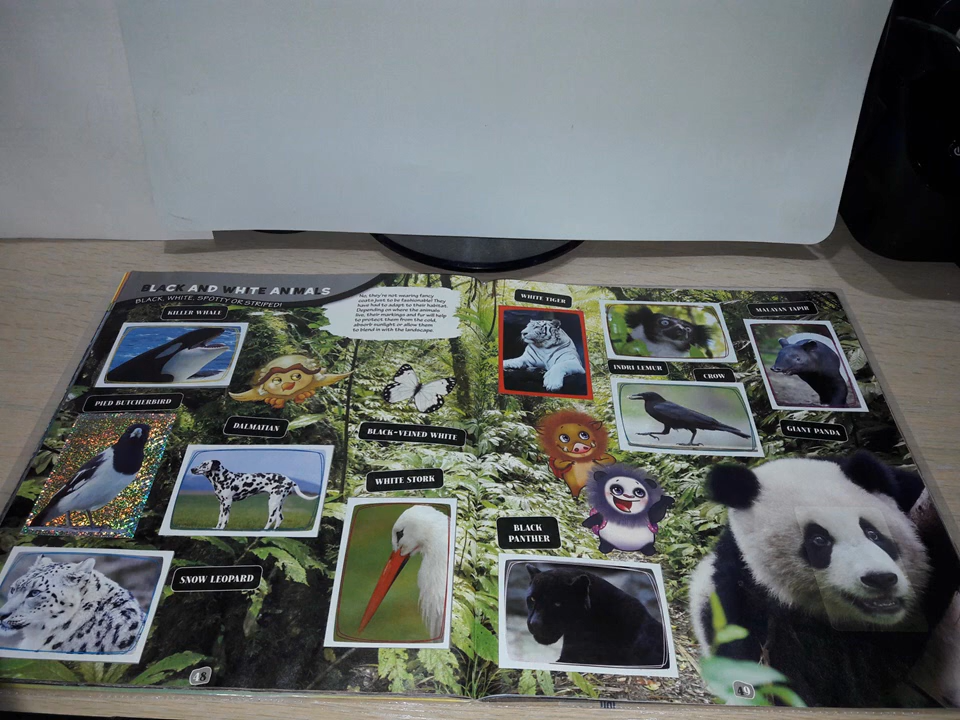 BLACK AND WHITE ANIMALS
BLACK, WHITE, SPOTTY OR STRIPED!
No, they're not wearing fancy
coats just to be fashionable! They
have had to adapt to their habitat.
Depending on where the animals
live, their markings and fur will help
to protect them from the cold,
absorb sunlight or allow them
to blend in with the landscape.
KILLER WHALE
PIED BUTCHERBIRD
DALMATIAN
BLACK-VEINED WHITE
WHITE STORK
SNOW LEOPARD
48
WHITE TIGER
INDRI LEMUR
CROW
MALAYAN TAPIR
GIANT PANDA
BLACK
PANTHER
49